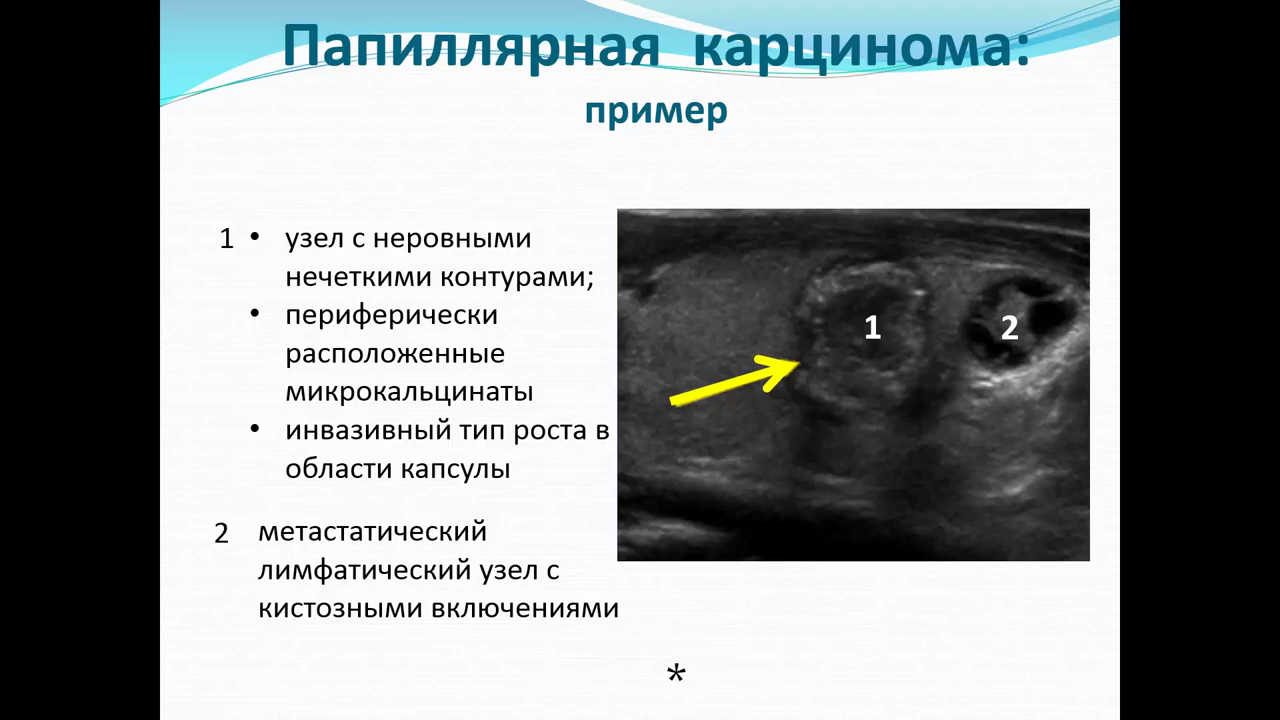 Папиллярная карцинома:
пример
1 • узел с неровными
нечеткими контурами;
• периферически
расположенные
микрокальцинаты
• инвазивный тип роста в
области капсулы
2 метастатический
лимфатический узел с
кистозными включениями
1
2
*